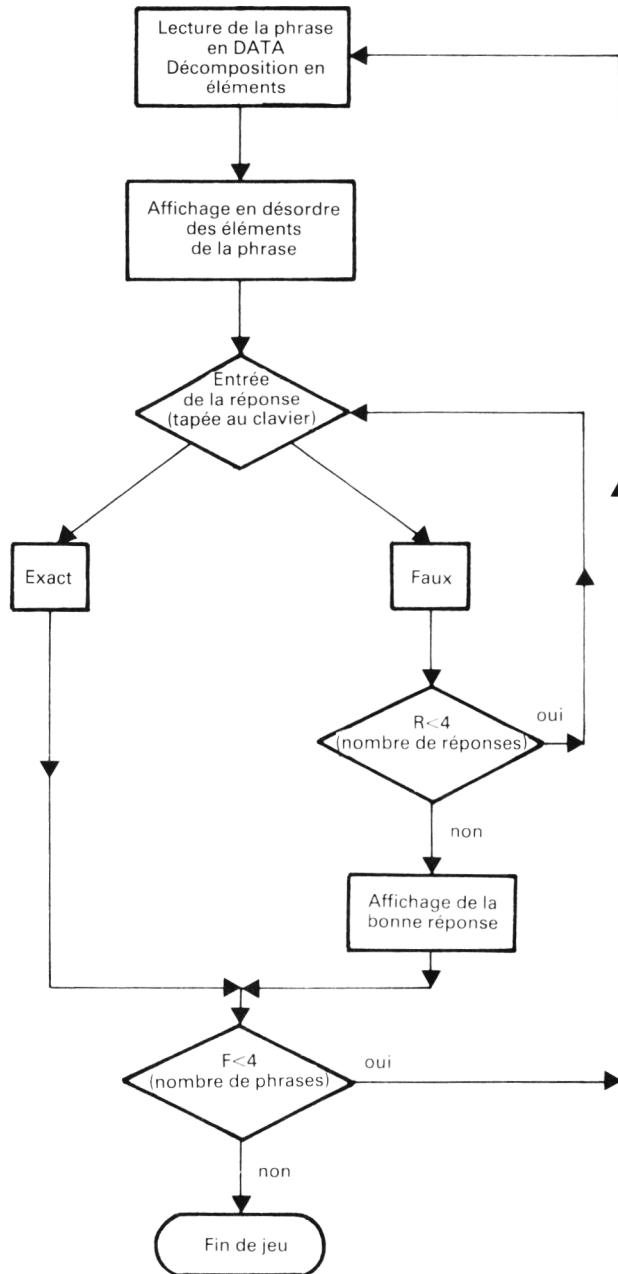 Lecture de la phrase
en DATA
Décomposition en
éléments
Affichage en désordre
des éléments
de la phrase
Entrée
de la réponse
(tapée au clavier)
Exact
Faux
R<4
(nombre de réponses)
oui
non
Affichage de la
bonne réponse
F<4
(nombre de phrases)
oui
non
Fin de jeu